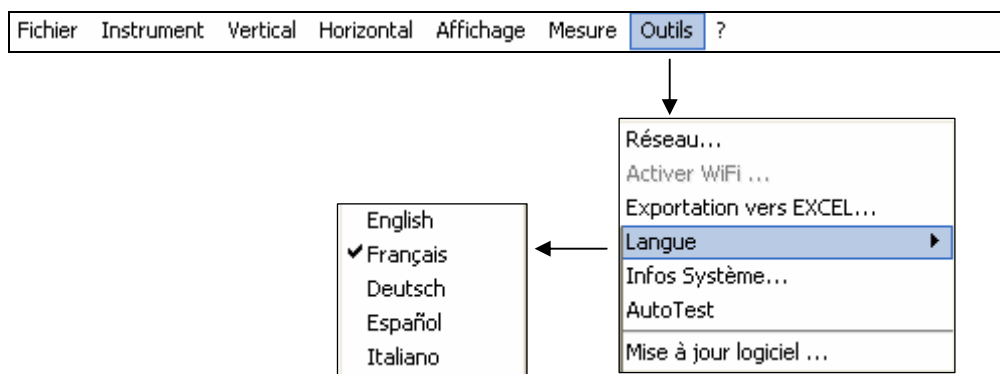 Fichier Instrument Vertical Horizontal Affichage Mesure Outils ?
Réseau...
Activer WiFi ...
Exportation vers EXCEL...
Langue
Infos Système...
AutoTest
Mise à jour logiciel ...
English
Français
Deutsch
Español
Italiano